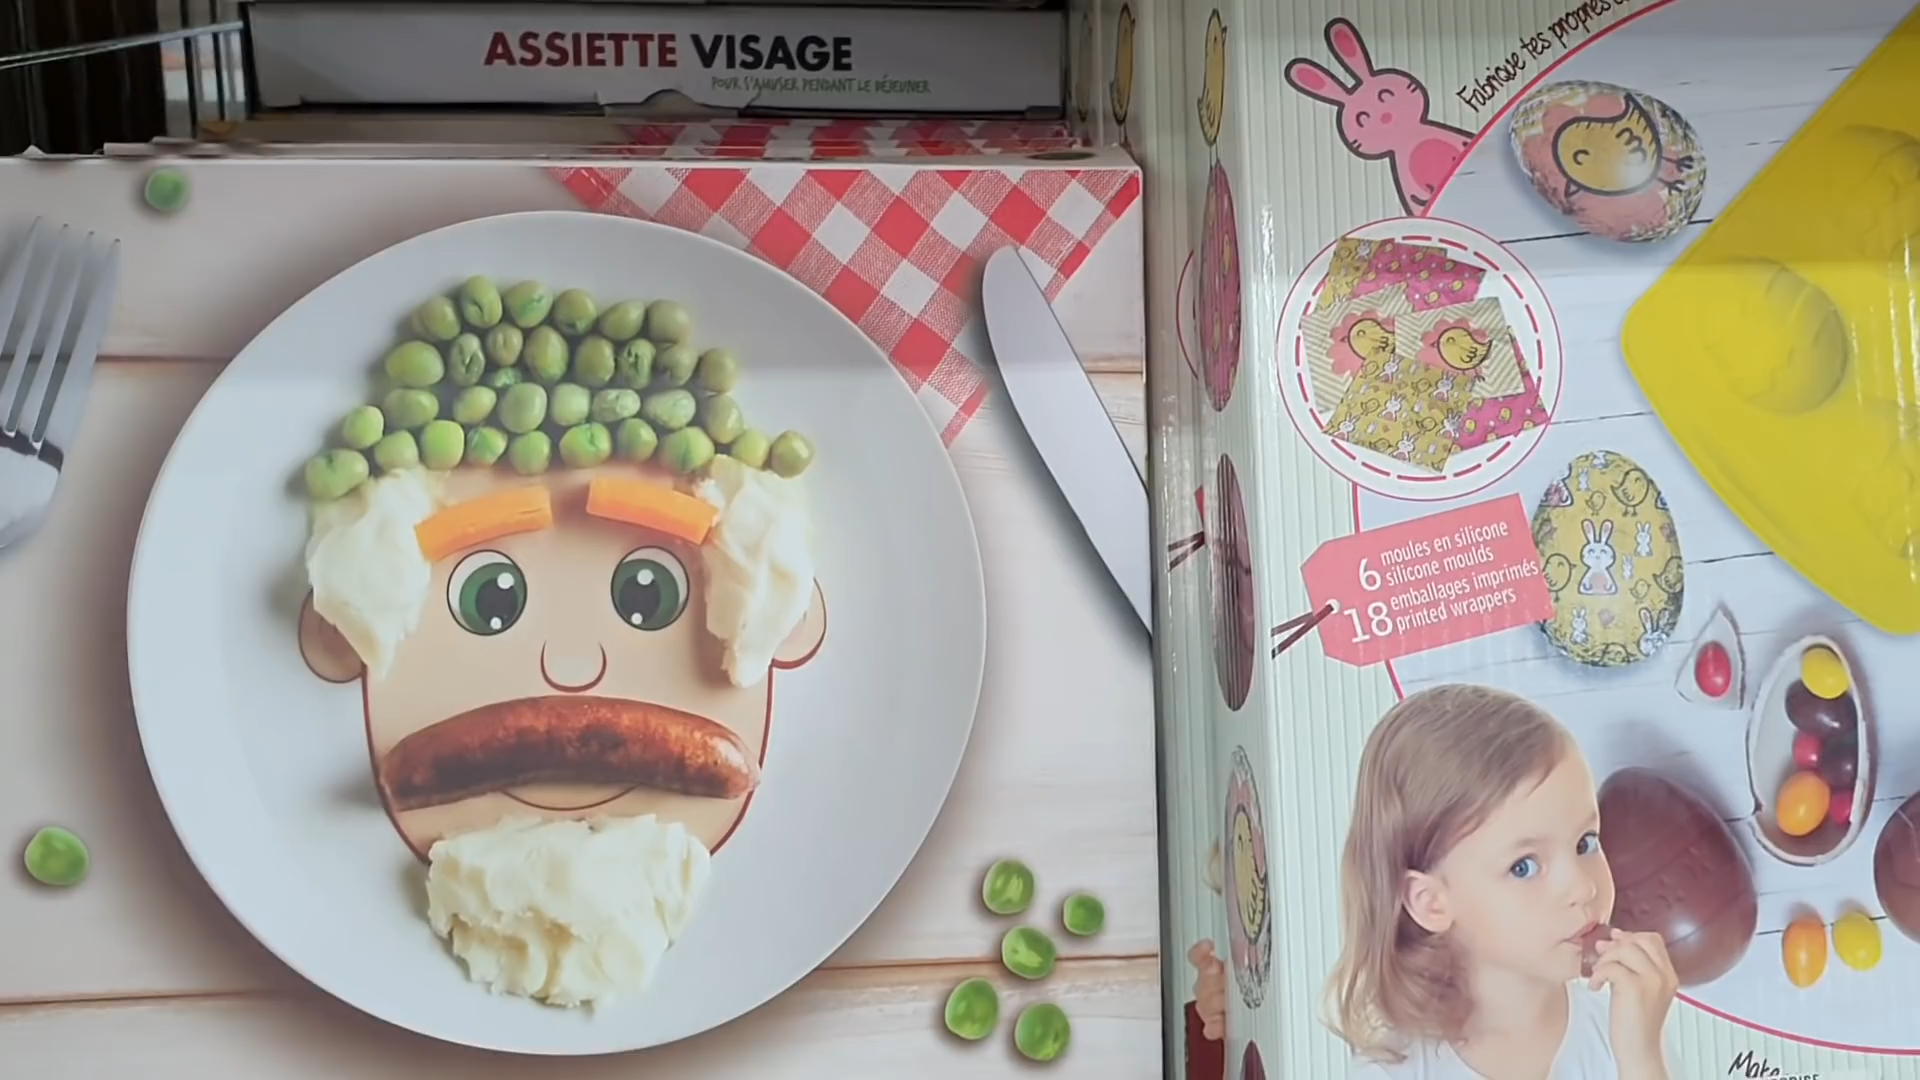 ASSIETTE VISAGE
POUR S'AMUSER PENDANT LE DÉJEUNER
Fabrique tes propres
6 moules en silicone
silicone moulds
18 emballages imprimés
printed wrappers
Make